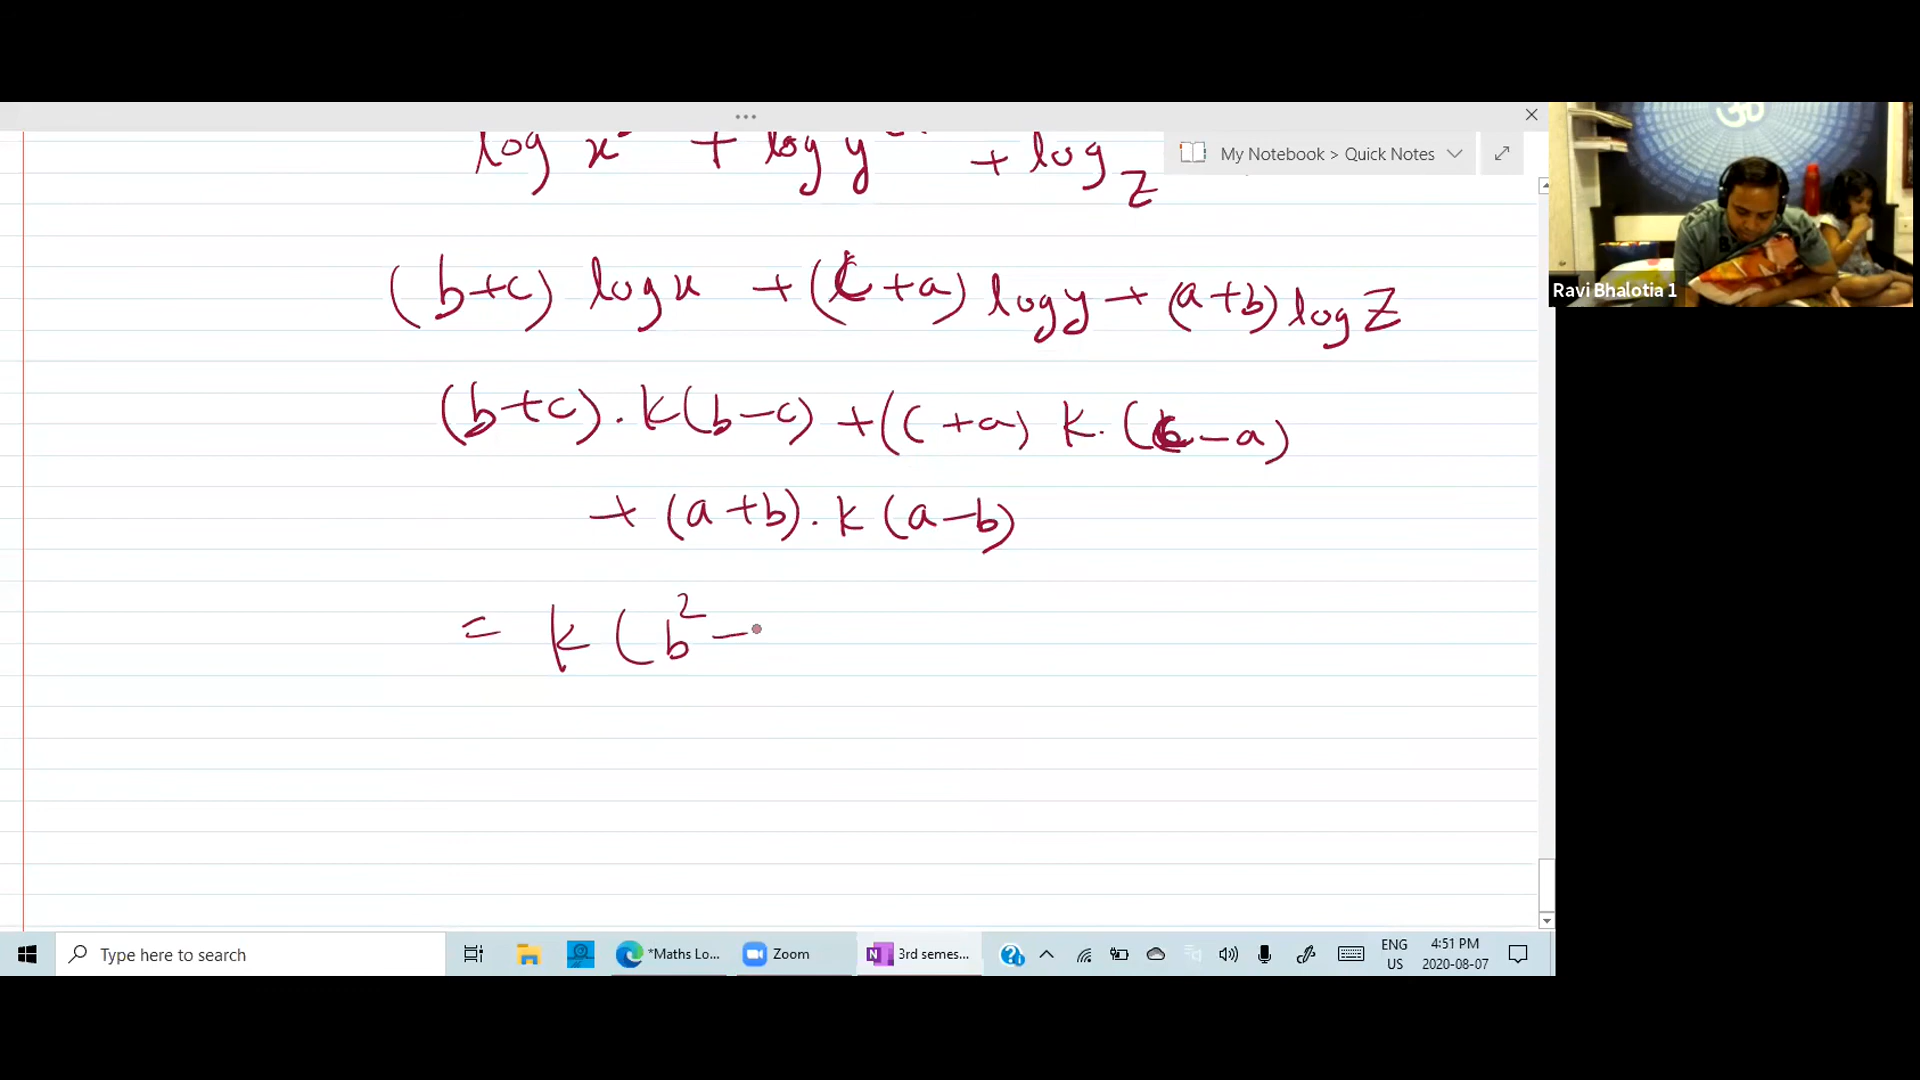 log x + log y + log z
My Notebook > Quick Notes
Ravi Bhalotia 1
(b+c) log x + (c+a) log y + (a+b) log z
(b+c) . k(b-c) + (c+a) k. (c-a)
+ (a+b) . k (a-b)
= k ( b² -
Type here to search
*Maths Lo...
Zoom
3rd semes...
ENG
US
4:51 PM
2020-08-07